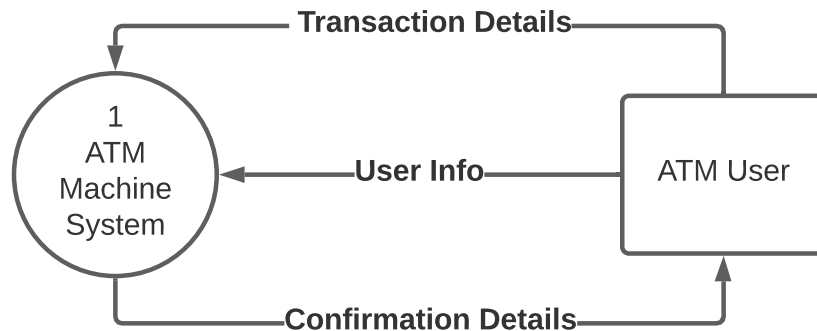 Transaction Details
1
ATM
Machine
System
User Info
ATM User
Confirmation Details